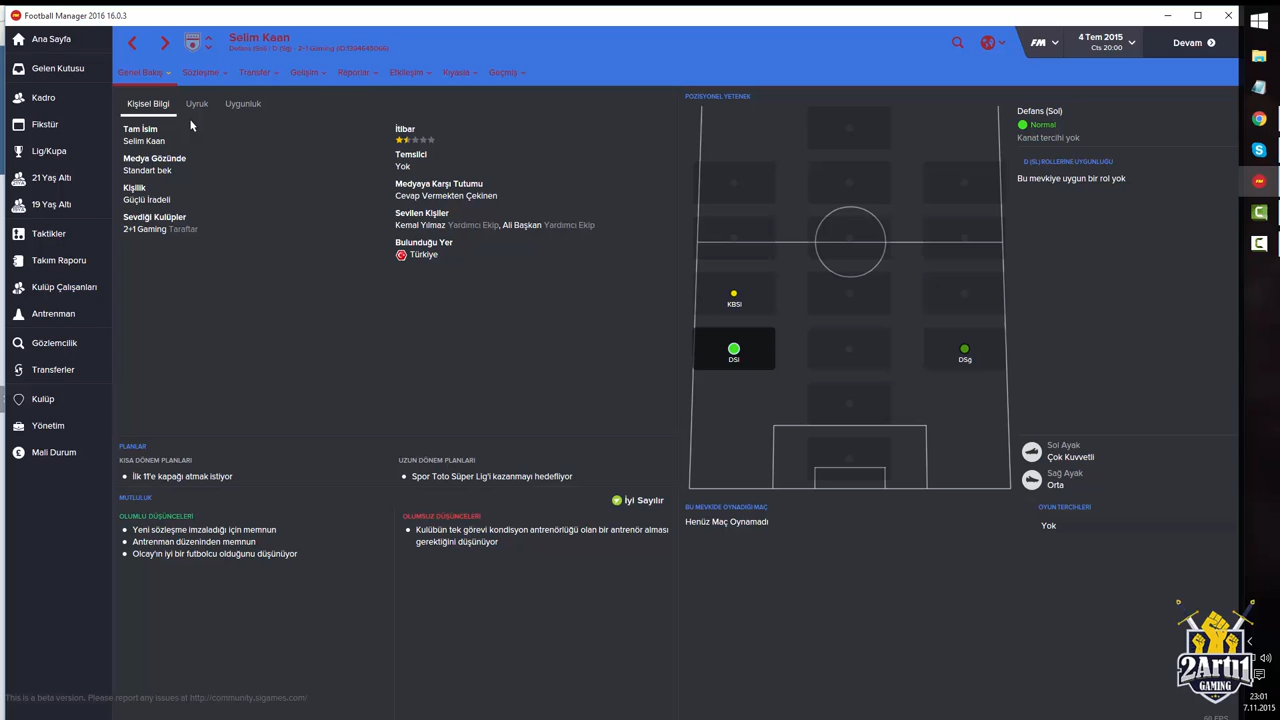 Football Manager 2016 16.0.3
Ana Sayfa
Gelen Kutusu
Kadro
Fikstür
Lig/Kupa
21 Yaş Altı
19 Yaş Altı
Taktikler
Takım Raporu
Kulüp Çalışanları
Antrenman
Gözlemcilik
Transferler
Kulüp
Yönetim
Mali Durum
Selim Kaan
FM
4 Tem 2015
Cts 20:00
Devam
Genel Bakış
Sözleşme
Transfer
Gelişim
Raporlar
Etkileşim
Kıyasla
Geçmiş
Kişisel Bilgi
Uyruk
Uygunluk
Tam İsim
Selim Kaan
Medya Gözünde
Standart bek
Kişilik
Güçlü İradeli
Sevdiği Kulüpler
2+1 Gaming Taraftar
İtibar
Temsilci
Yok
Medyaya Karşı Tutumu
Cevap Vermekten Çekinen
Sevilen Kişiler
Kemal Yılmaz Yardımcı Ekip, Ali Başkan Yardımcı Ekip
Bulunduğu Yer
Türkiye
POZİSYONEL YETENEK
KBSl
DSl
DSg
Defans (Sol)
Normal
Kanat tercihi yok
D (SL) ROLLERİNE UYGUNLUĞU
Bu mevkiye uygun bir rol yok
Sol Ayak
Çok Kuvvetli
Sağ Ayak
Orta
PLANLAR
KISA DÖNEM PLANLARI
İlk 11'e kapağı atmak istiyor
UZUN DÖNEM PLANLARI
Spor Toto Süper Lig'i kazanmayı hedefliyor
MUTLULUK
İyi Sayılır
OLUMLU DÜŞÜNCELERİ
Yeni sözleşme imzaladığı için memnun
Antrenman düzeninden memnun
Olcay'ın iyi bir futbolcu olduğunu düşünüyor
OLUMSUZ DÜŞÜNCELERİ
Kulübün tek görevi kondisyon antrenörlüğü olan bir antrenör alması
gerektiğini düşünüyor
BU MEVKİDE OYNADIĞI MAÇ
Henüz Maç Oynamadı
OYUN TERCİHLERİ
Yok
This is a beta version. Please report any issues at http://community.sigames.com/
2Artı1
GAMING
23:01
7.11.2015